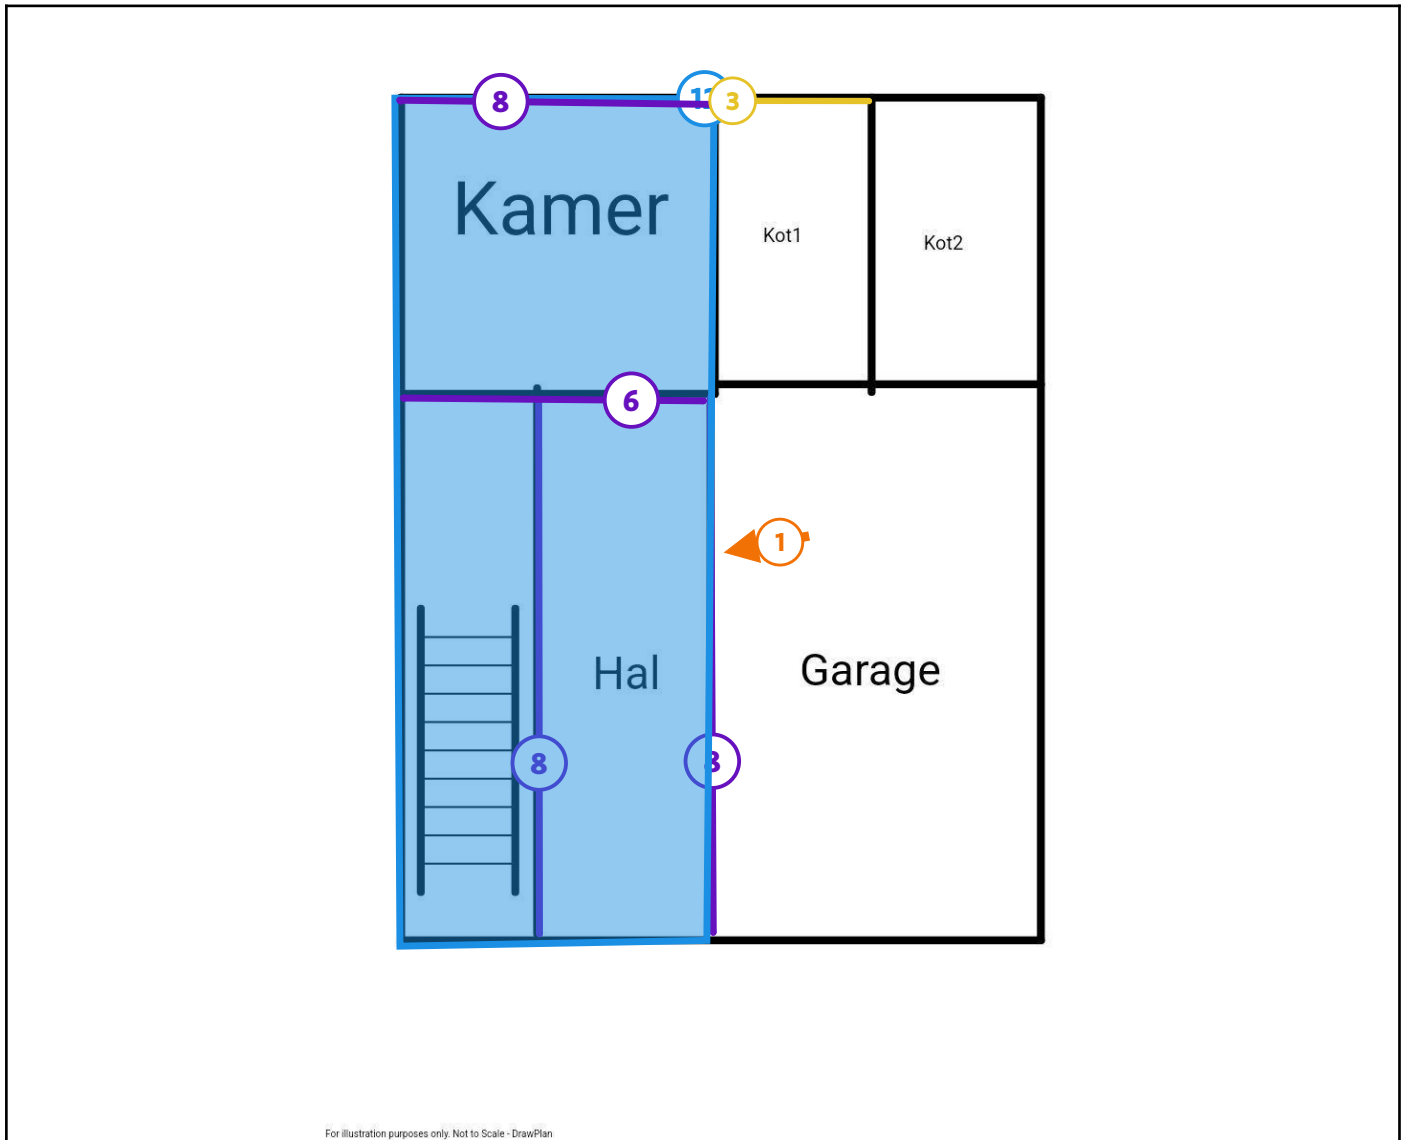 8
3
Kamer
Kot1
Kot2
6
1
Hal
Garage
8
8
For illustration purposes only. Not to Scale - DrawPlan